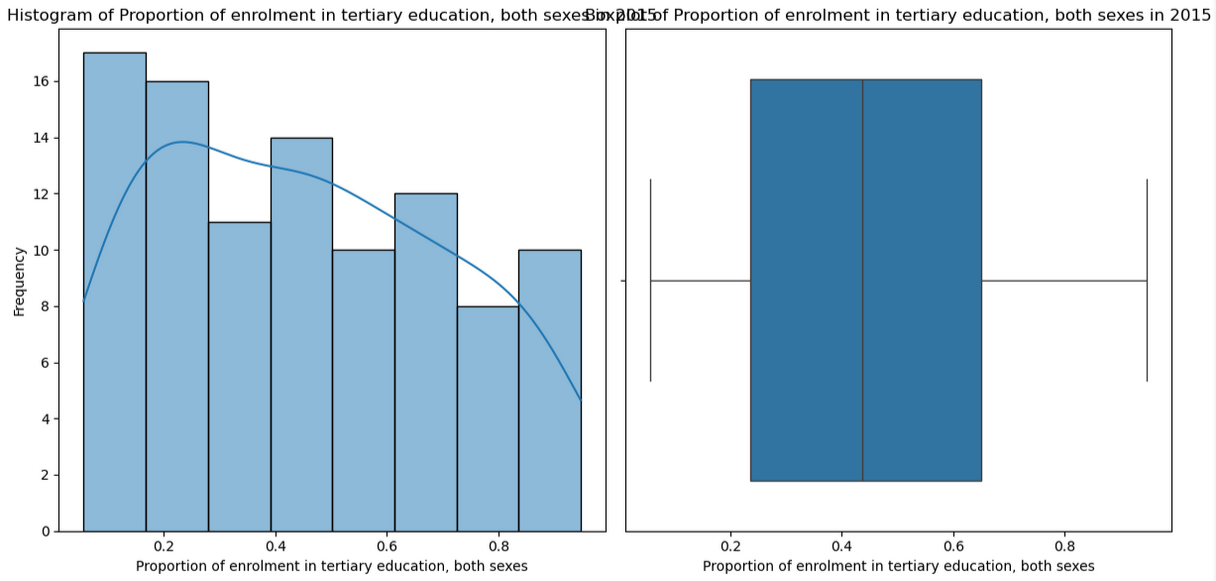 Histogram of Proportion of enrolment in tertiary education, both sexes in 2015
Boxplot of Proportion of enrolment in tertiary education, both sexes in 2015
16
14
12
10
8
6
4
2
0
Frequency
0.2 0.4 0.6 0.8
Proportion of enrolment in tertiary education, both sexes
0.2 0.4 0.6 0.8
Proportion of enrolment in tertiary education, both sexes